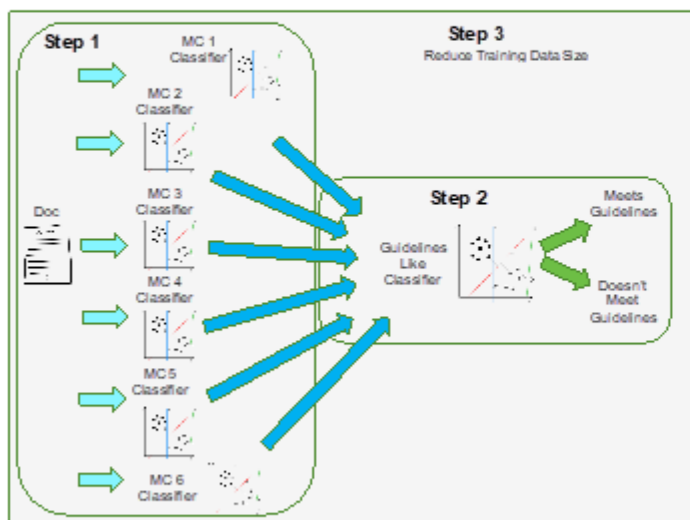 Step 1
MC 1
Classifier
MC 2
Classifier
MC 3
Classifier
MC 4
Classifier
MC 5
Classifier
MC 6
Classifier
Doc
Step 3
Reduce Training Data Size
Step 2
Guidelines
Like
Classifier
Meets
Guidelines
Doesn't
Meet
Guidelines